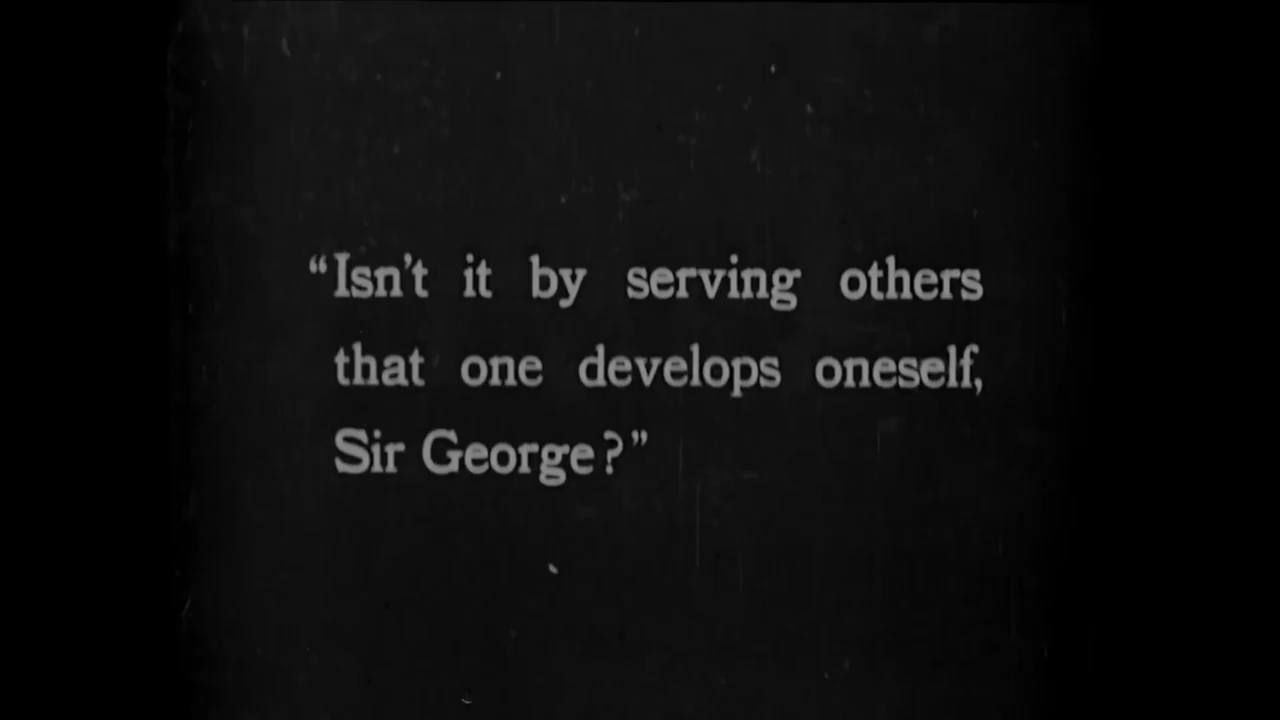 “Isn't it by serving others
that one develops oneself,
Sir George?”